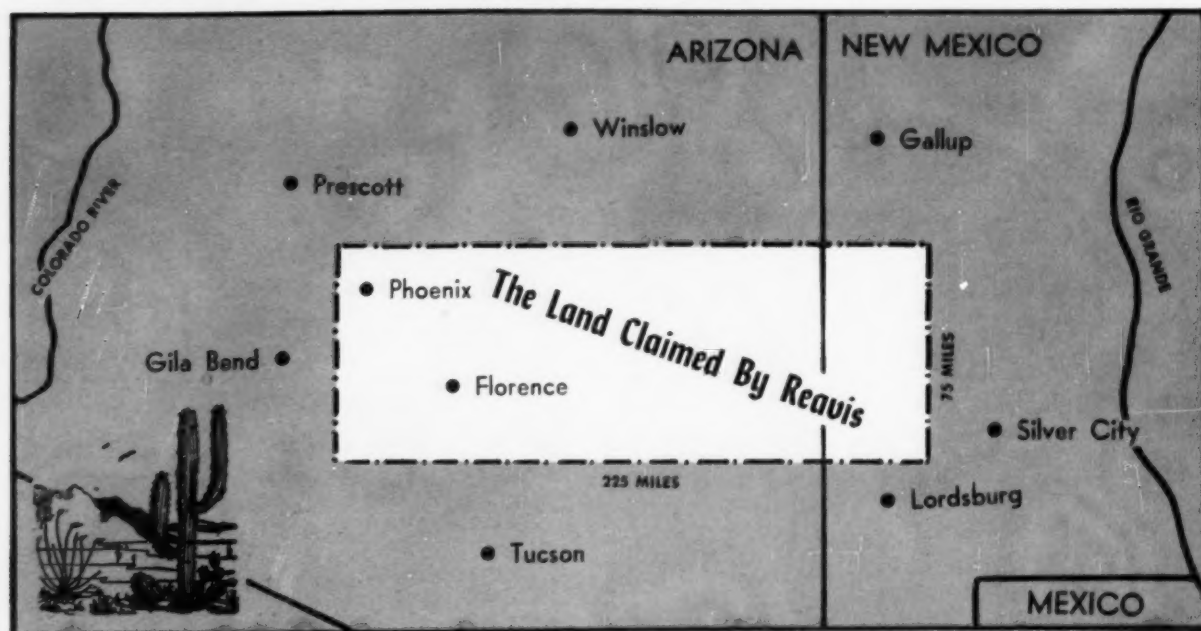 ARIZONA
NEW MEXICO
Winslow
Gallup
Prescott
COLORADO RIVER
RIO GRANDE
Phoenix
The Land Claimed By Reavis
Gila Bend
75 MILES
Florence
Silver City
225 MILES
Lordsburg
Tucson
MEXICO